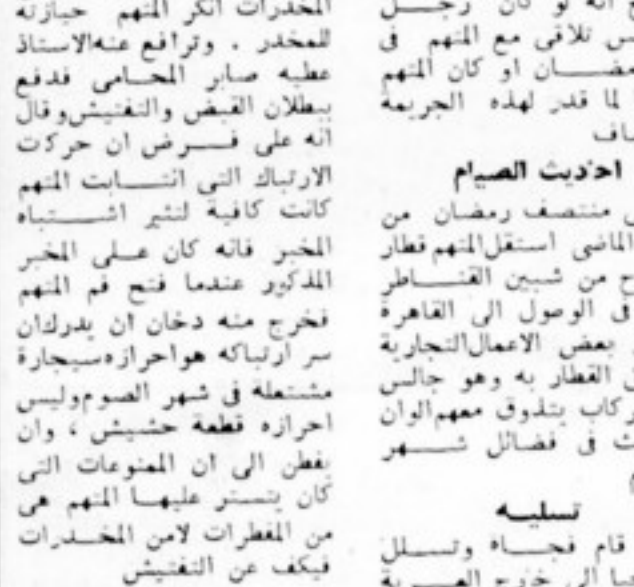 ع انه لو كان رجل
س تلاقى مع المتهم فى
مضان او كان المتهم
لما قدر لهذه الجريمة
ساف
احاديث الصيام
منتصف رمضان من
الماضى استقل المتهم قطار
ح من شبين القناطر
فى الوصول الى القاهرة
بعض الاعمال التجارية
القطار به وهو جالس
ركاب يتذوق معهم الوان
ث فى فضائل شهر
م
تسليه
قام فجاه وتسلل
المخدرات انكر المتهم حيازته
للمخدر . وترافع عنه الاستاذ
عطيه صابر المحامى فدفع
ببطلان القبض والتفتيش وقال
انه على فرض ان حركات
الارتباك التى انتابت المتهم
كانت كافية لتثير اشتباه
المخبر فانه كان على المخبر
المذكور عندما فتح فم المتهم
فخرج منه دخان ان يدرك ان
سر ارتباكه هو احرازه سيجارة
مشتعلة فى شهر الصوم وليس
احرازه قطعة حشيش ، وان
يفطن الى ان الممنوعات التى
كان يتستر عليها المتهم هى
من المفطرات لامن المخدرات
فيكف عن التفتيش